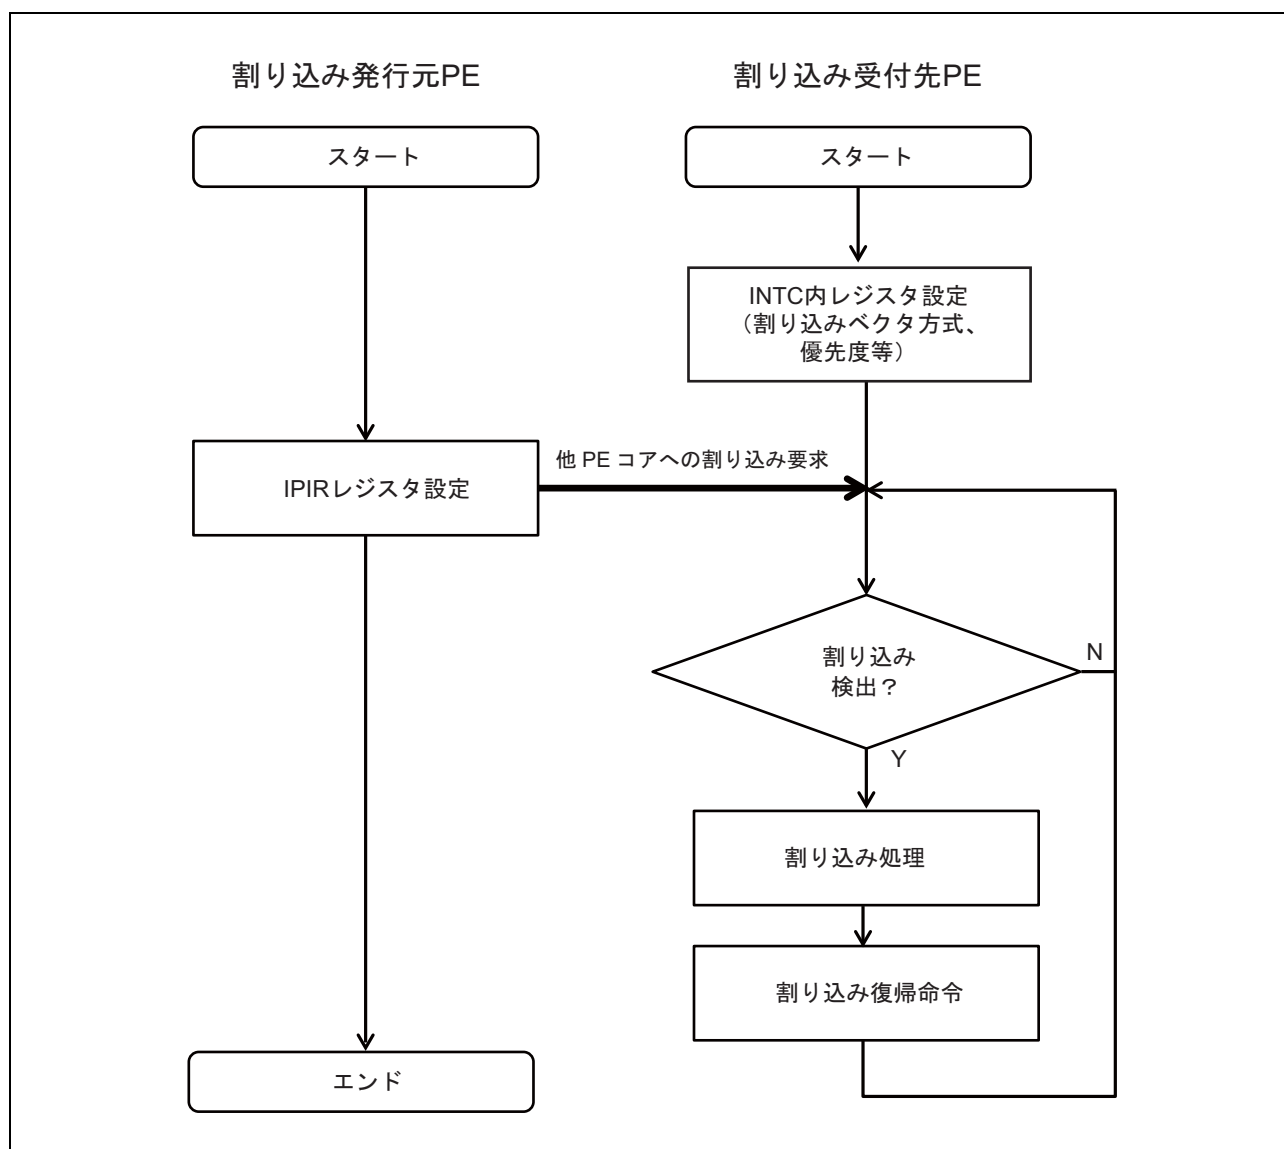 割り込み発行元PE
割り込み受付先PE
スタート
スタート
INTC内レジスタ設定
（割り込みベクタ方式、
優先度等）
IPIRレジスタ設定
他 PE コアへの割り込み要求
割り込み
検出？
N
Y
割り込み処理
割り込み復帰命令
エンド